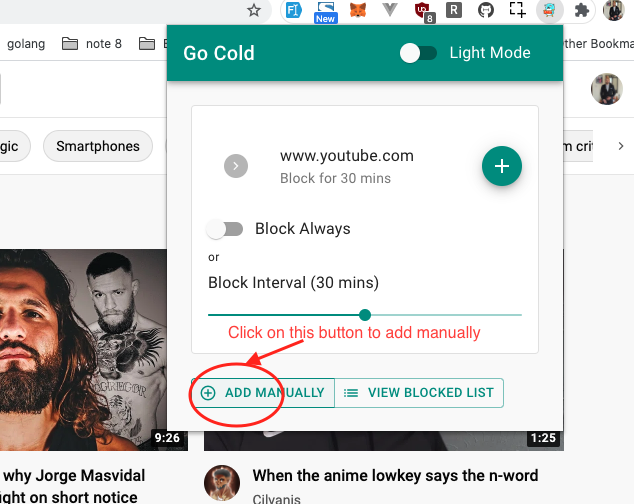 New
8
R
golang
note 8
ther Bookma
Go Cold
Light Mode
gic
Smartphones
m crit
www.youtube.com
Block for 30 mins
Block Always
or
Block Interval (30 mins)
Click on this button to add manually
ADD MANUALLY
VIEW BLOCKED LIST
9:26
1:25
why Jorge Masvidal
ight on short notice
When the anime lowkey says the n-word
Cilvanis